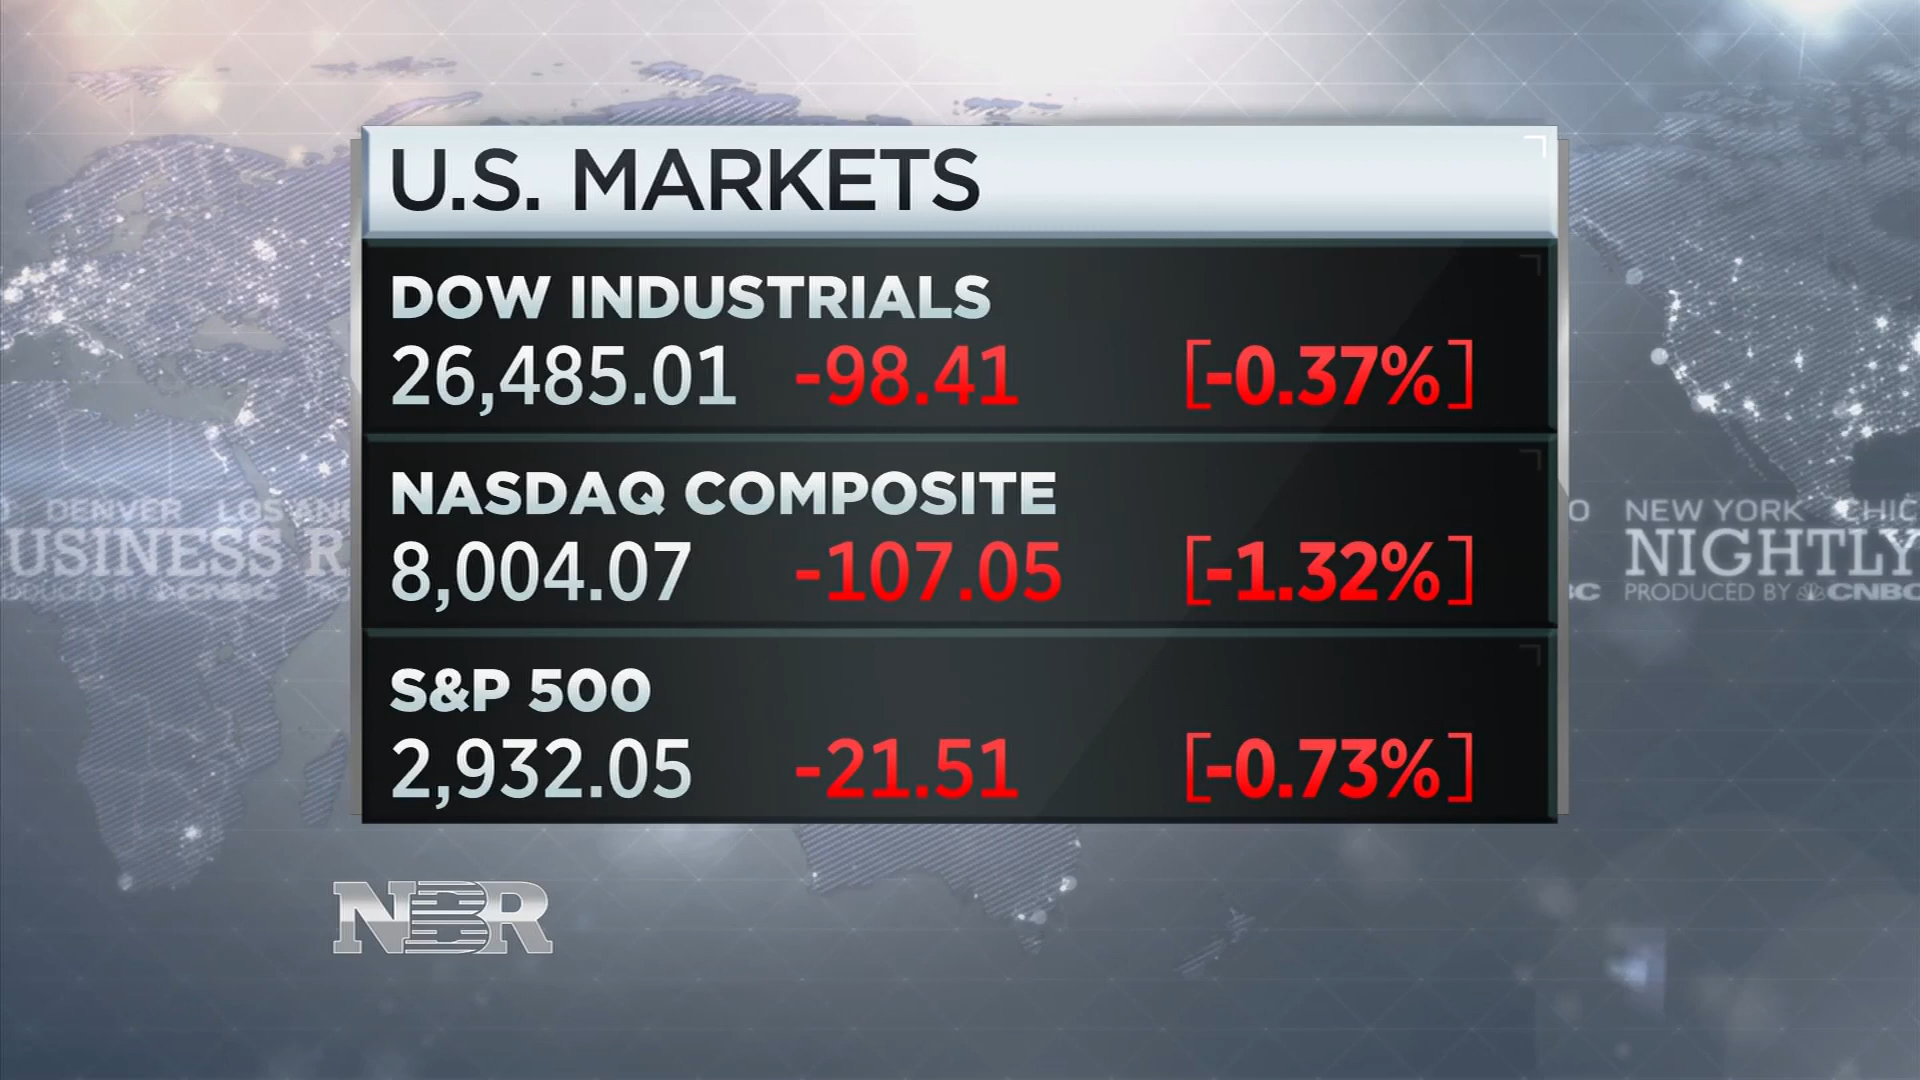 U.S. MARKETS
DOW INDUSTRIALS
26,485.01 -98.41 [-0.37%]
NASDAQ COMPOSITE
8,004.07 -107.05 [-1.32%]
S&P 500
2,932.05 -21.51 [-0.73%]
DENVER LOS
NEW YORK
NIGHTLY
PRODUCED BY CNBC
NBR